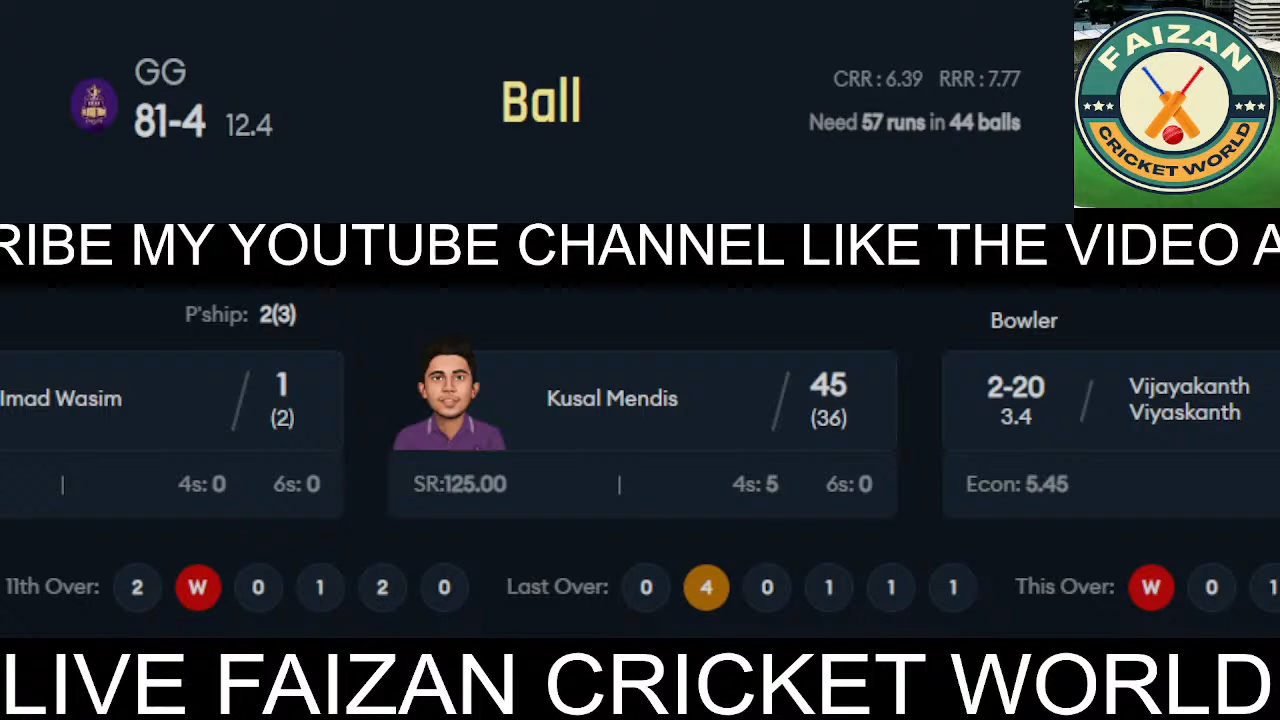 GG
81-4 12.4
Ball
CRR : 6.39 RRR : 7.77
Need 57 runs in 44 balls
FAIZAN
CRICKET WORLD
RIBE MY YOUTUBE CHANNEL LIKE THE VIDEO A
P'ship: 2(3)
Bowler
Imad Wasim
1
(2)
4s: 0 6s: 0
Kusal Mendis
45
(36)
SR:125.00 | 4s: 5 6s: 0
2-20
3.4
Vijayakanth
Viyaskanth
Econ: 5.45
11th Over: 2 W 0 1 2 0
Last Over: 0 4 0 1 1 1
This Over: W 0 1
LIVE FAIZAN CRICKET WORLD